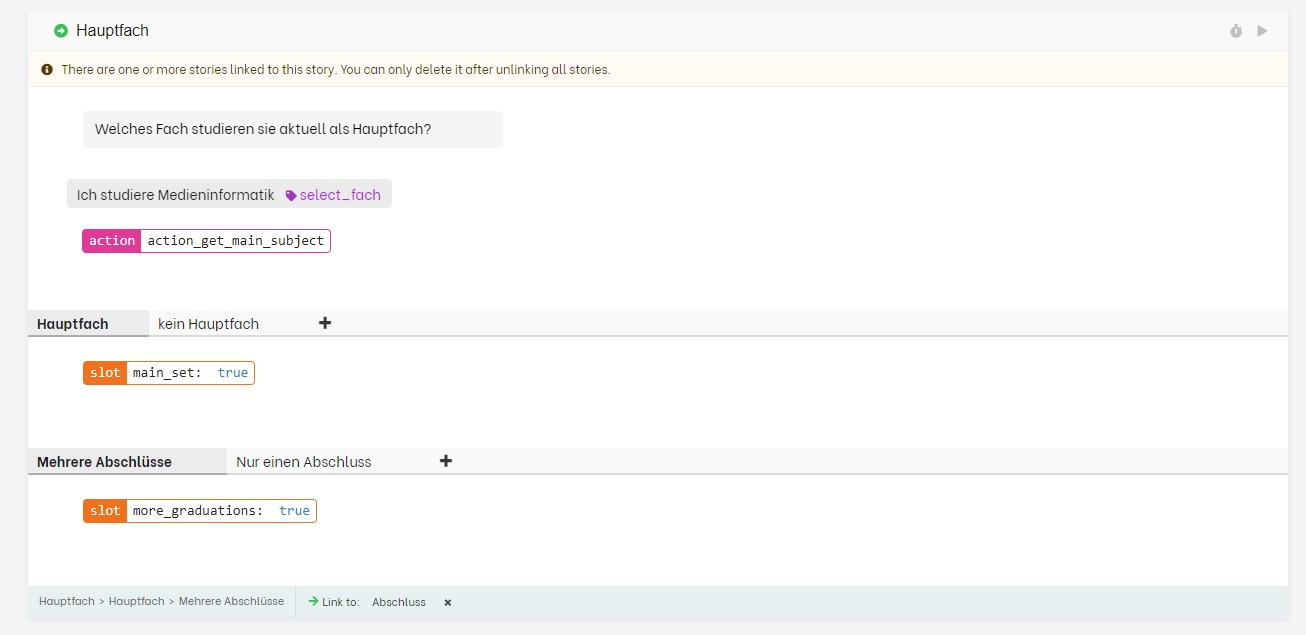 Hauptfach
There are one or more stories linked to this story. You can only delete it after unlinking all stories.
Welches Fach studieren sie aktuell als Hauptfach?
Ich studiere Medieninformatik select_fach
action action_get_main_subject
Hauptfach kein Hauptfach +
slot main_set: true
Mehrere Abschlüsse Nur einen Abschluss +
slot more_graduations: true
Hauptfach > Hauptfach > Mehrere Abschlüsse Link to: Abschluss ×